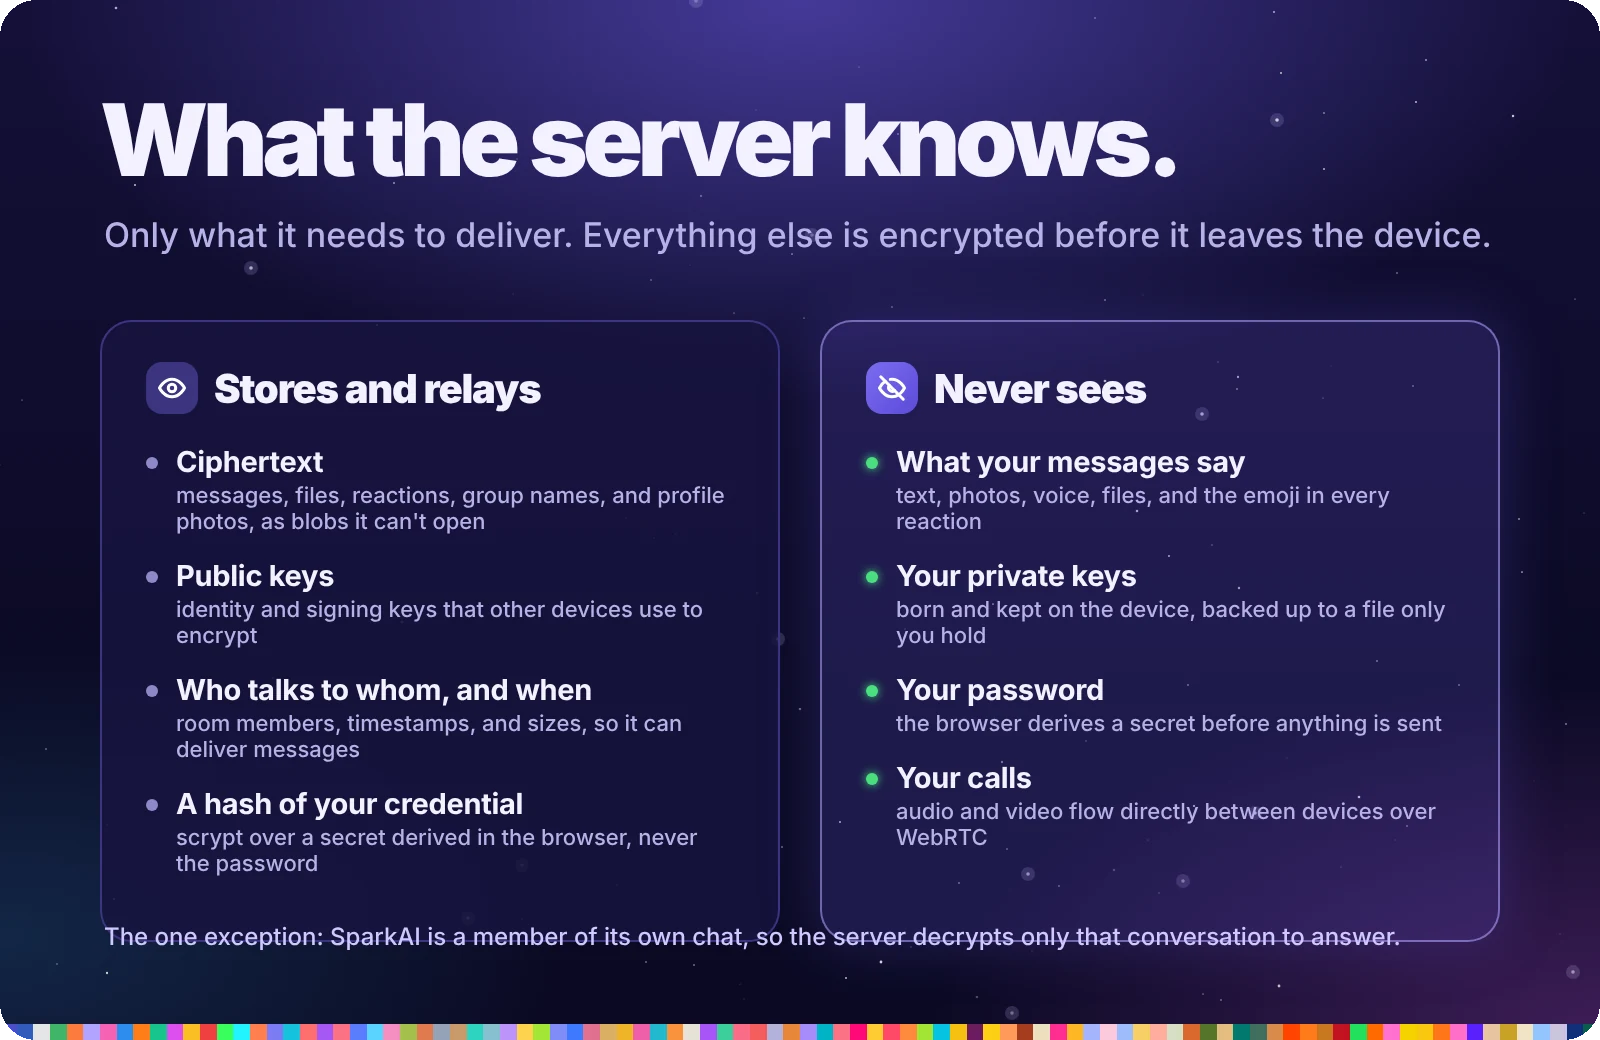 What the server knows.
Only what it needs to deliver. Everything else is encrypted before it leaves the device.
Stores and relays
Ciphertext
messages, files, reactions, group names, and profile
photos, as blobs it can't open
Public keys
identity and signing keys that other devices use to
encrypt
Who talks to whom, and when
room members, timestamps, and sizes, so it can
deliver messages
A hash of your credential
scrypt over a secret derived in the browser, never
the password
Never sees
What your messages say
text, photos, voice, files, and the emoji in every
reaction
Your private keys
born and kept on the device, backed up to a file only
you hold
Your password
the browser derives a secret before anything is sent
Your calls
audio and video flow directly between devices over
WebRTC
The one exception: SparkAI is a member of its own chat, so the server decrypts only that conversation to answer.